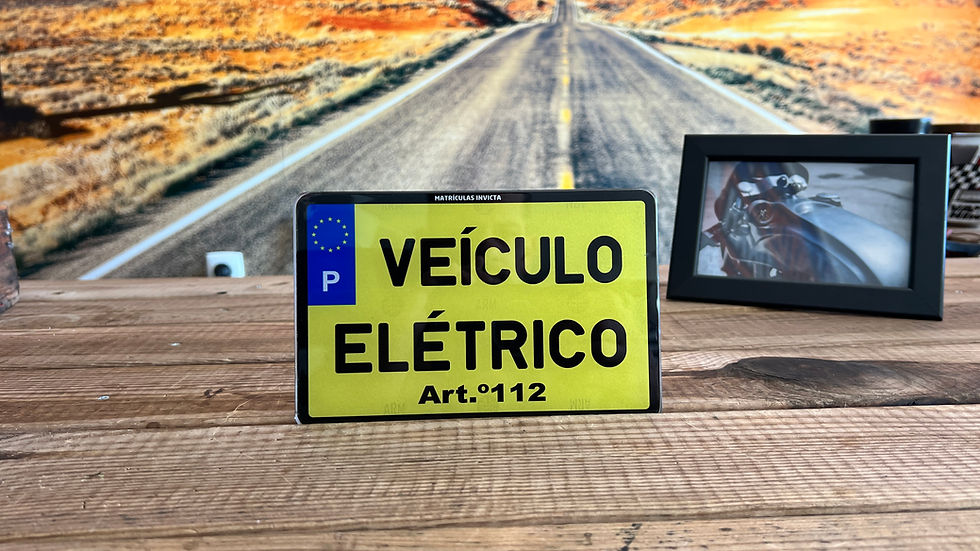 MATRÍCULAS INVICTA
P
VEÍCULO
ELÉTRICO
Art.º112